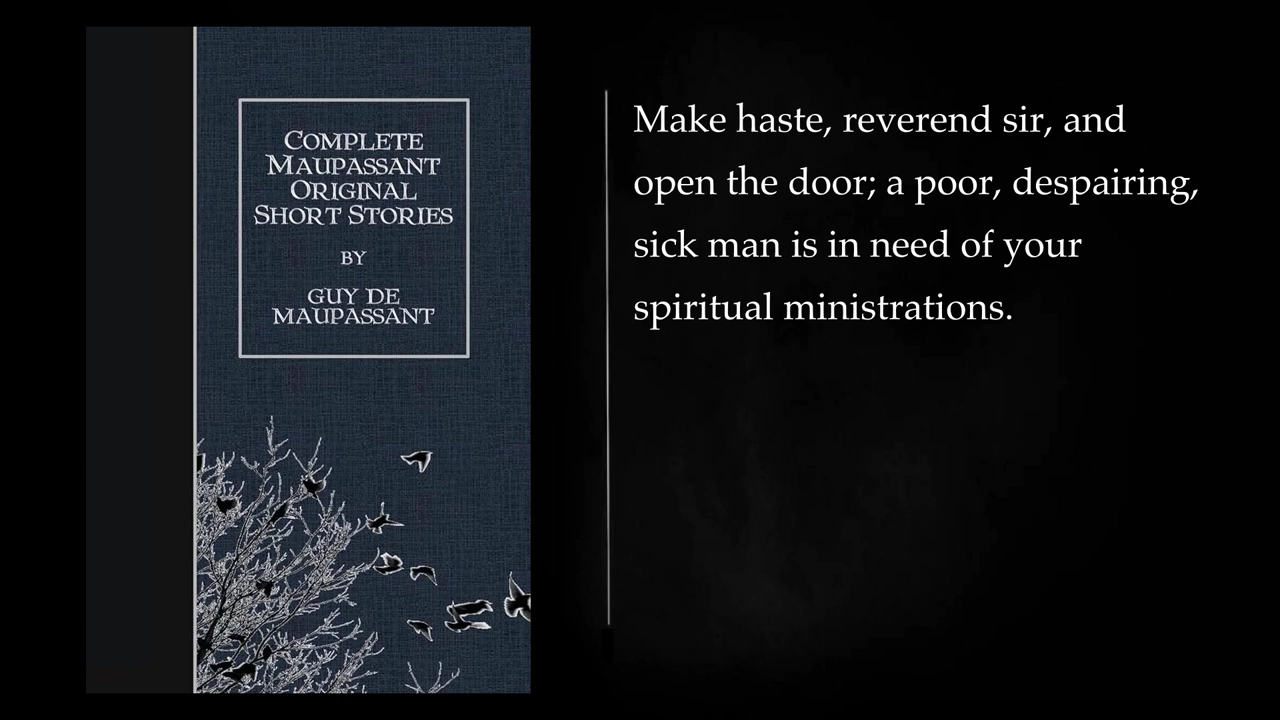 Complete
Maupassant
Original
Short Stories
by
Guy de
Maupassant
Make haste, reverend sir, and
open the door; a poor, despairing,
sick man is in need of your
spiritual ministrations.